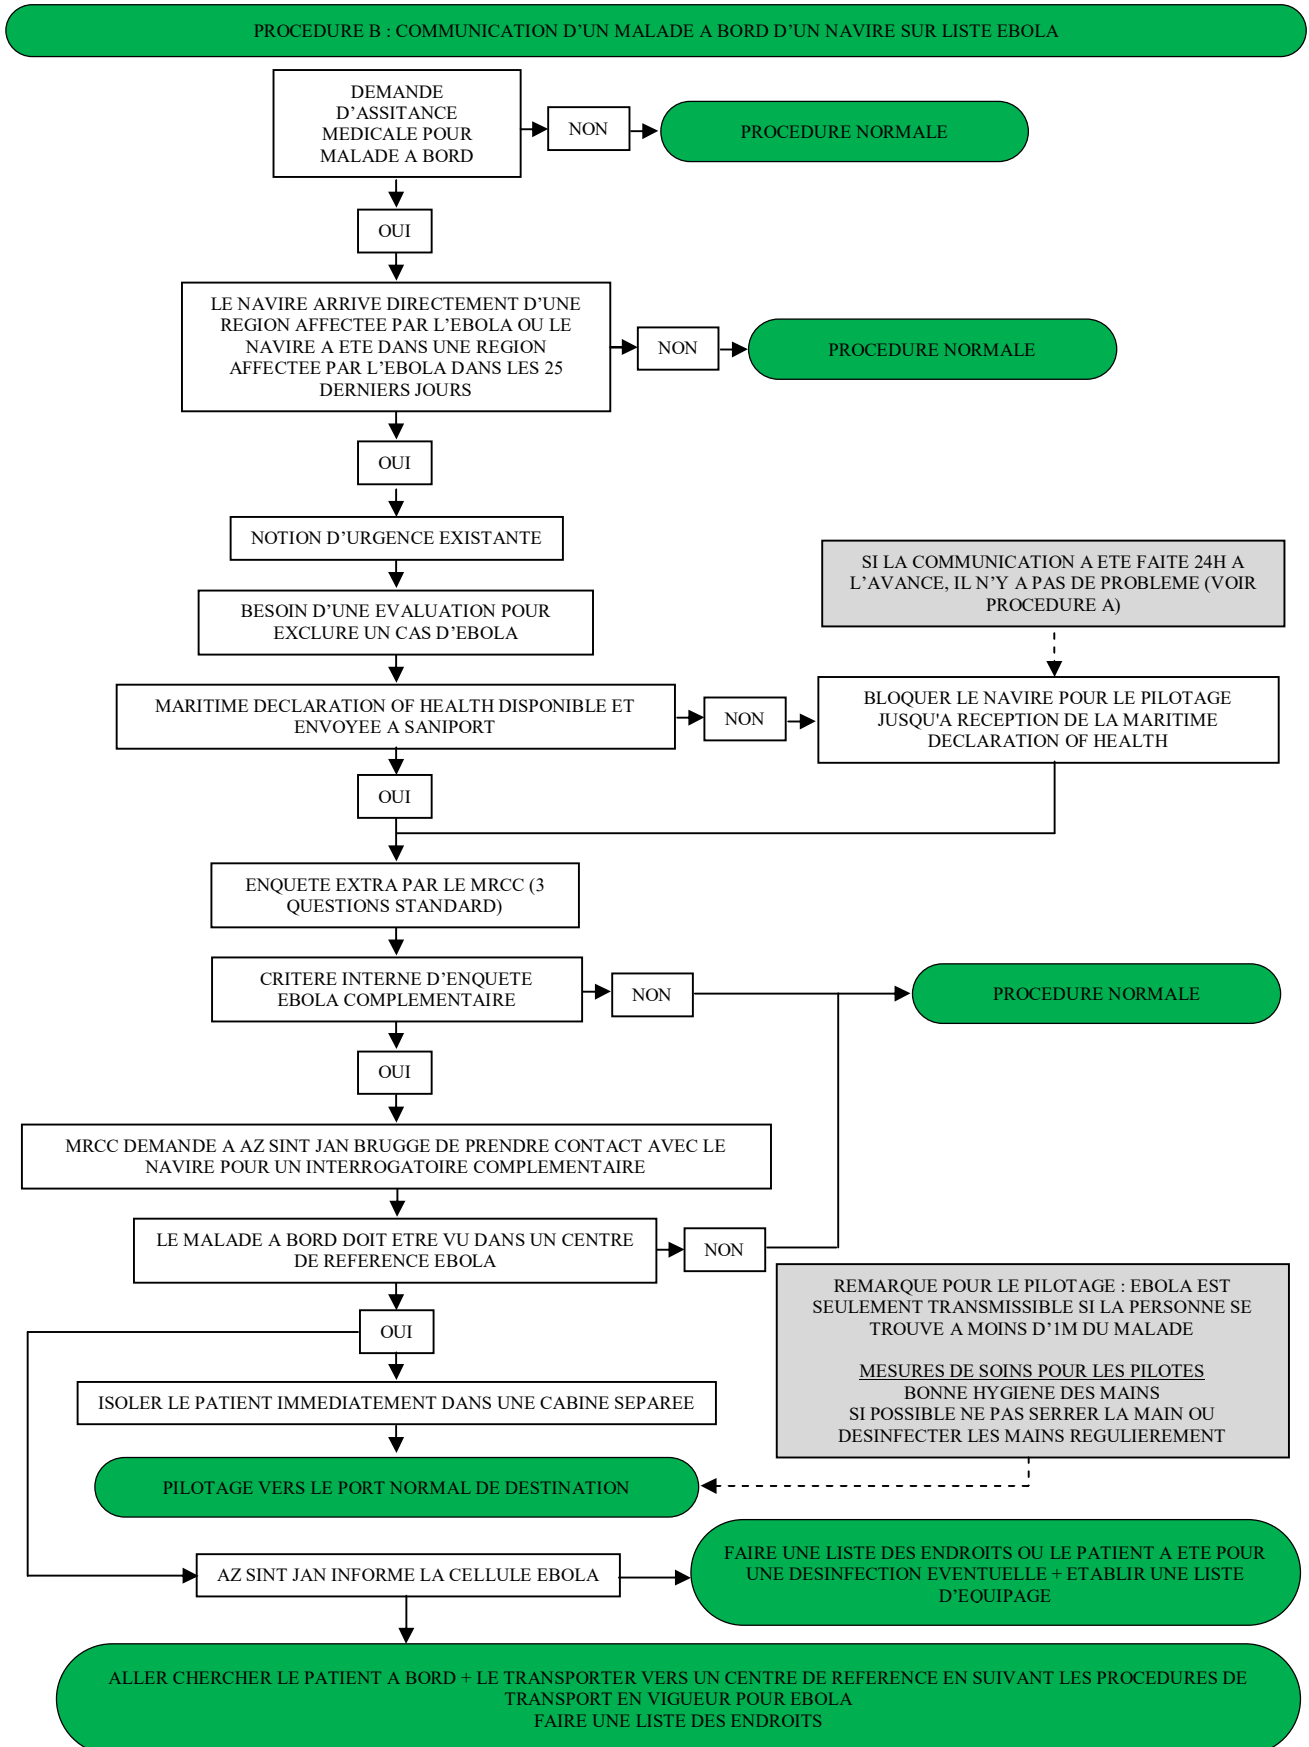 PROCEDURE B : COMMUNICATION D’UN MALADE A BORD D’UN NAVIRE SUR LISTE EBOLA
DEMANDE
D’ASSITANCE
MEDICALE POUR
MALADE A BORD
NON
PROCEDURE NORMALE
OUI
LE NAVIRE ARRIVE DIRECTEMENT D’UNE
REGION AFFECTEE PAR L’EBOLA OU LE
NAVIRE A ETE DANS UNE REGION
AFFECTEE PAR L’EBOLA DANS LES 25
DERNIERS JOURS
NON
PROCEDURE NORMALE
OUI
NOTION D’URGENCE EXISTANTE
SI LA COMMUNICATION A ETE FAITE 24H A
L’AVANCE, IL N’Y A PAS DE PROBLEME (VOIR
PROCEDURE A)
BESOIN D’UNE EVALUATION POUR
EXCLURE UN CAS D’EBOLA
MARITIME DECLARATION OF HEALTH DISPONIBLE ET
ENVOYEE A SANIPORT
NON
BLOQUER LE NAVIRE POUR LE PILOTAGE
JUSQU'A RECEPTION DE LA MARITIME
DECLARATION OF HEALTH
OUI
ENQUETE EXTRA PAR LE MRCC (3
QUESTIONS STANDARD)
CRITERE INTERNE D’ENQUETE
EBOLA COMPLEMENTAIRE
NON
PROCEDURE NORMALE
OUI
MRCC DEMANDE A AZ SINT JAN BRUGGE DE PRENDRE CONTACT AVEC LE
NAVIRE POUR UN INTERROGATOIRE COMPLEMENTAIRE
LE MALADE A BORD DOIT ETRE VU DANS UN CENTRE
DE REFERENCE EBOLA
NON
REMARQUE POUR LE PILOTAGE : EBOLA EST
SEULEMENT TRANSMISSIBLE SI LA PERSONNE SE
TROUVE A MOINS D’1M DU MALADE
MESURES DE SOINS POUR LES PILOTES
BONNE HYGIENE DES MAINS
SI POSSIBLE NE PAS SERRER LA MAIN OU
DESINFECTER LES MAINS REGULIEREMENT
OUI
ISOLER LE PATIENT IMMEDIATEMENT DANS UNE CABINE SEPAREE
PILOTAGE VERS LE PORT NORMAL DE DESTINATION
AZ SINT JAN INFORME LA CELLULE EBOLA
FAIRE UNE LISTE DES ENDROITS OU LE PATIENT A ETE POUR
UNE DESINFECTION EVENTUELLE + ETABLIR UNE LISTE
D’EQUIPAGE
ALLER CHERCHER LE PATIENT A BORD + LE TRANSPORTER VERS UN CENTRE DE REFERENCE EN SUIVANT LES PROCEDURES DE
TRANSPORT EN VIGUEUR POUR EBOLA
FAIRE UNE LISTE DES ENDROITS